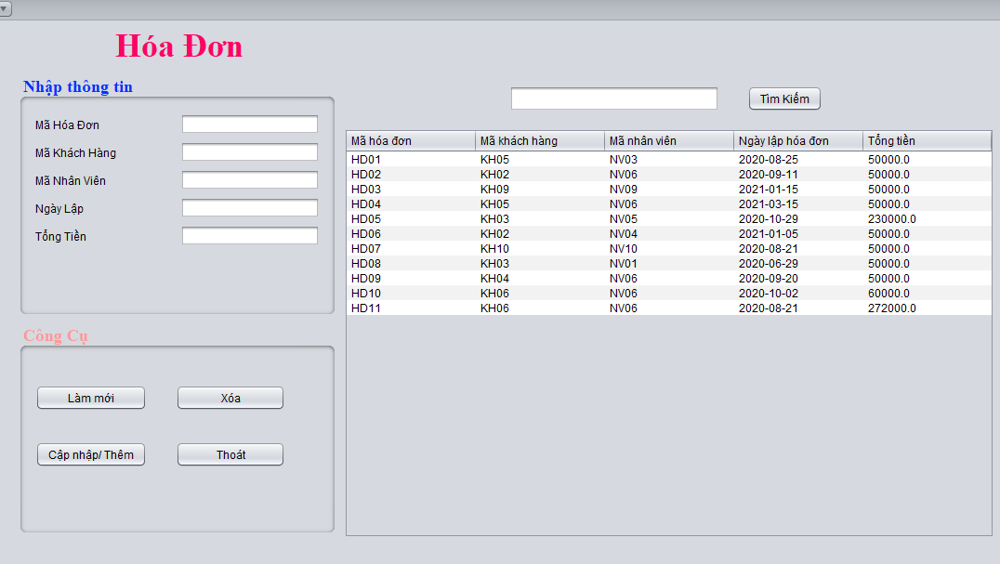 Hóa Đơn
Nhập thông tin
Mã Hóa Đơn
Mã Khách Hàng
Mã Nhân Viên
Ngày Lập
Tổng Tiền
Công Cụ
Làm mới Xóa
Cập nhập/ Thêm Thoát
Tìm Kiếm
Mã hóa đơn Mã khách hàng Mã nhân viên Ngày lập hóa đơn Tổng tiền
HD01 KH05 NV03 2020-08-25 50000.0
HD02 KH02 NV06 2020-09-11 50000.0
HD03 KH09 NV09 2021-01-15 50000.0
HD04 KH05 NV06 2021-03-15 50000.0
HD05 KH03 NV05 2020-10-29 230000.0
HD06 KH02 NV04 2021-01-05 50000.0
HD07 KH10 NV10 2020-08-21 50000.0
HD08 KH03 NV01 2020-06-29 50000.0
HD09 KH04 NV06 2020-09-20 50000.0
HD10 KH06 NV06 2020-10-02 60000.0
HD11 KH06 NV06 2020-08-21 272000.0